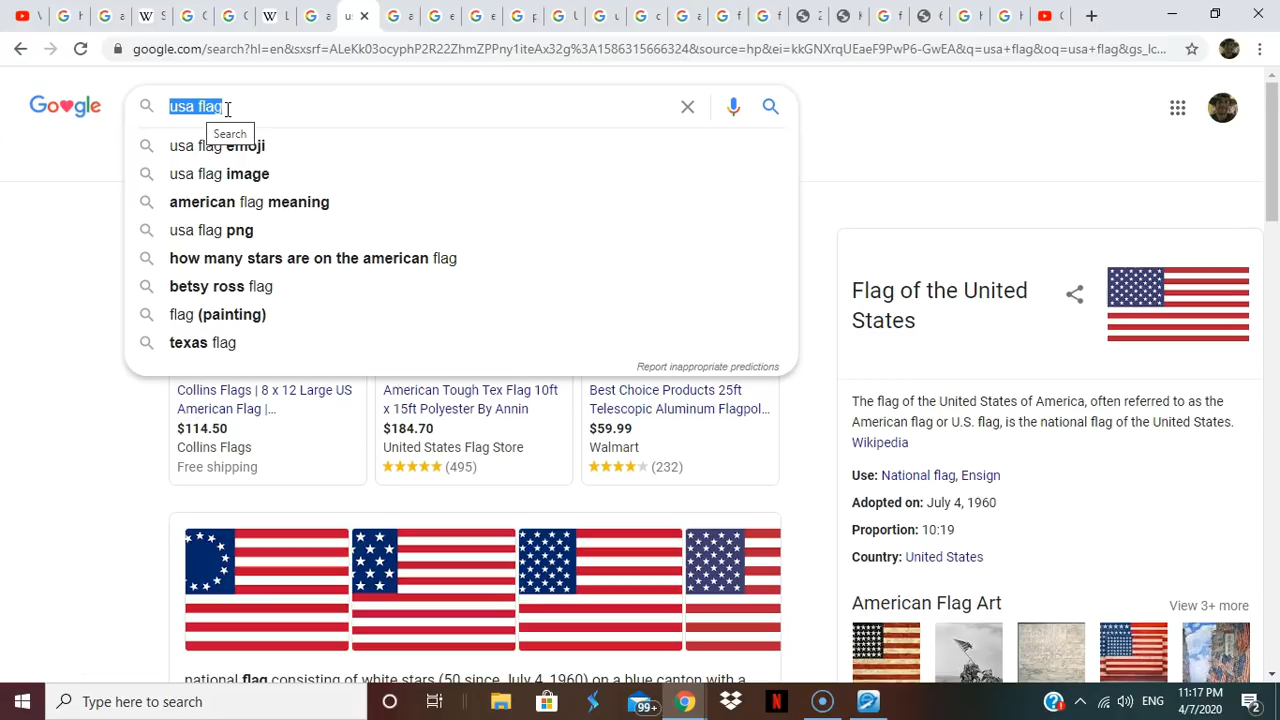 google.com/search?hl=en&sxsrf=ALeKk03ocyphP2R22ZhmZPPny1iteAx32g%3A1586315666324&source=hp&ei=kkGNXrqUEaeF9PwP6-GwEA&q=usa+flag&oq=usa+flag&gs_lc...
Google
usa flag
Search
usa flag emoji
usa flag image
american flag meaning
usa flag png
how many stars are on the american flag
betsy ross flag
flag (painting)
texas flag
Report inappropriate predictions
Collins Flags | 8 x 12 Large US
American Flag |...
$114.50
Collins Flags
Free shipping
American Tough Tex Flag 10ft
x 15ft Polyester By Annin
$184.70
United States Flag Store
(495)
Best Choice Products 25ft
Telescopic Aluminum Flagpol...
$59.99
Walmart
(232)
national flag consisting of white stars (50 since July 4, 1960) on a blue canton with a
Flag of the United
States
The flag of the United States of America, often referred to as the
American flag or U.S. flag, is the national flag of the United States.
Wikipedia
Use: National flag, Ensign
Adopted on: July 4, 1960
Proportion: 10:19
Country: United States
American Flag Art
View 3+ more
Type here to search
99+
ENG
11:17 PM
4/7/2020
2